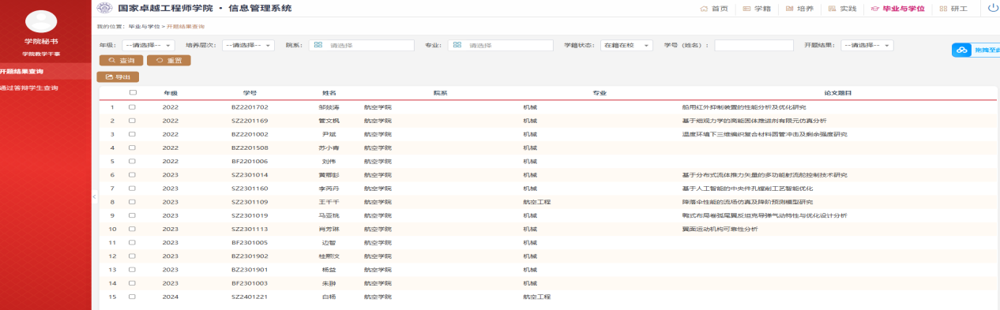 国家卓越工程师学院 · 信息管理系统
首页 学籍 培养 实践 毕业与学位 研工
学院秘书
学院教学干事
开题结果查询
通过答辩学生查询
我的位置: 毕业与学位 > 开题结果查询
年级: --请选择-- 培养层次: --请选择-- 院系: 请选择 专业: 请选择 学籍状态: 在籍在校 学号 (姓名) : 开题结果: --请选择--
拖拽至此
查询 重置
导出
年级 学号 姓名 院系 专业 论文题目
1 2022 BZ2201702 邹赕涛 航空学院 机械 船用红外抑制装置的性能分析及优化研究
2 2022 SZ2201169 管文枫 航空学院 机械 基于细观力学的高能固体推进剂有限元仿真分析
3 2022 BZ2201002 尹斌 航空学院 机械 温度环境下三维编织复合材料圆管冲击及剩余强度研究
4 2022 BZ2201508 苏小青 航空学院 机械
5 2022 BF2201006 刘伟 航空学院 机械
6 2023 SZ2301014 黄卿彭 航空学院 机械 基于分布式流体推力矢量的多功能射流舵控制技术研究
7 2023 SZ2301160 李芮丹 航空学院 机械 基于人工智能的中央件孔镗削工艺智能优化
8 2023 SZ2301109 王千千 航空学院 航空工程 降落伞性能的流场仿真及降阶预测模型研究
9 2023 SZ2301019 马亚桃 航空学院 机械 鸭式布局卷弧尾翼反坦克导弹气动特性与优化设计分析
10 2023 SZ2301113 肖芳琳 航空学院 机械 翼面运动机构可靠性分析
11 2023 BF2301005 边智 航空学院 机械
12 2023 BZ2301902 桂熙汶 航空学院 机械
13 2023 BZ2301901 杨益 航空学院 机械
14 2023 BF2301003 朱翀 航空学院 机械
15 2024 SZ2401221 白杨 航空学院 航空工程